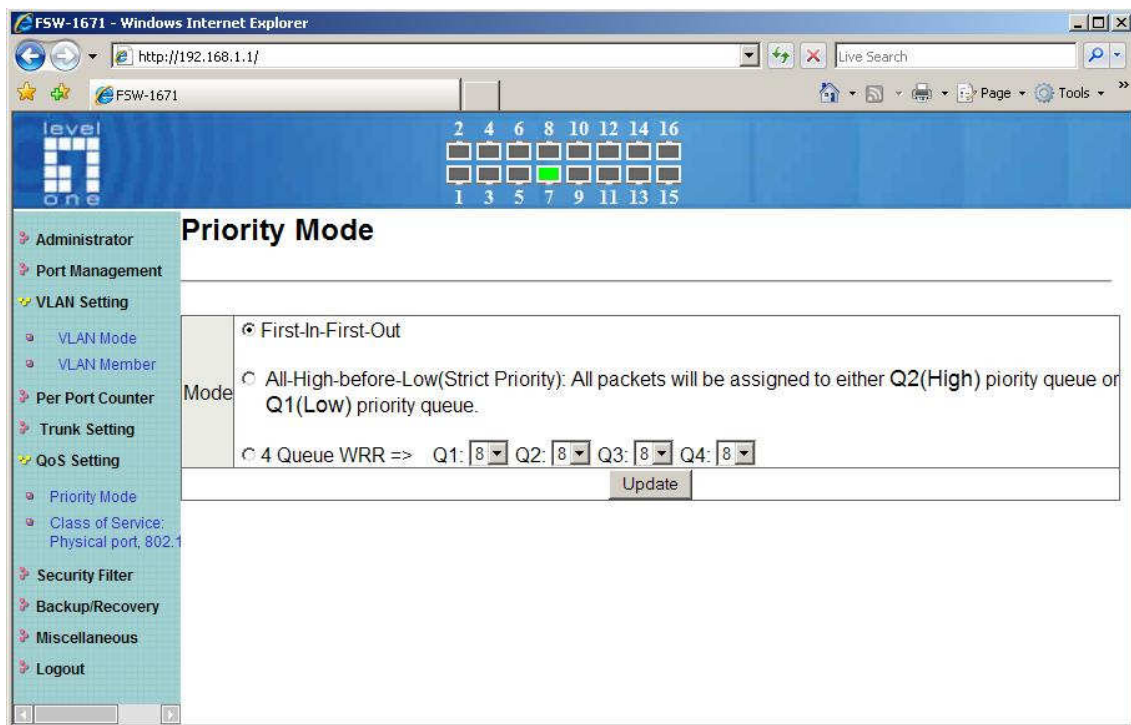 FSW-1671 - Windows Internet Explorer
http://192.168.1.1/
Live Search
FSW-1671
Page
Tools
»
level
one
2 4 6 8 10 12 14 16
1 3 5 7 9 11 13 15
Administrator
Port Management
VLAN Setting
VLAN Mode
VLAN Member
Per Port Counter
Trunk Setting
QoS Setting
Priority Mode
Class of Service:
Physical port, 802.1
Security Filter
Backup/Recovery
Miscellaneous
Logout
Priority Mode
Mode
First-In-First-Out
All-High-before-Low(Strict Priority): All packets will be assigned to either Q2(High) piority queue or
Q1(Low) priority queue.
4 Queue WRR => Q1: 8 Q2: 8 Q3: 8 Q4: 8
Update